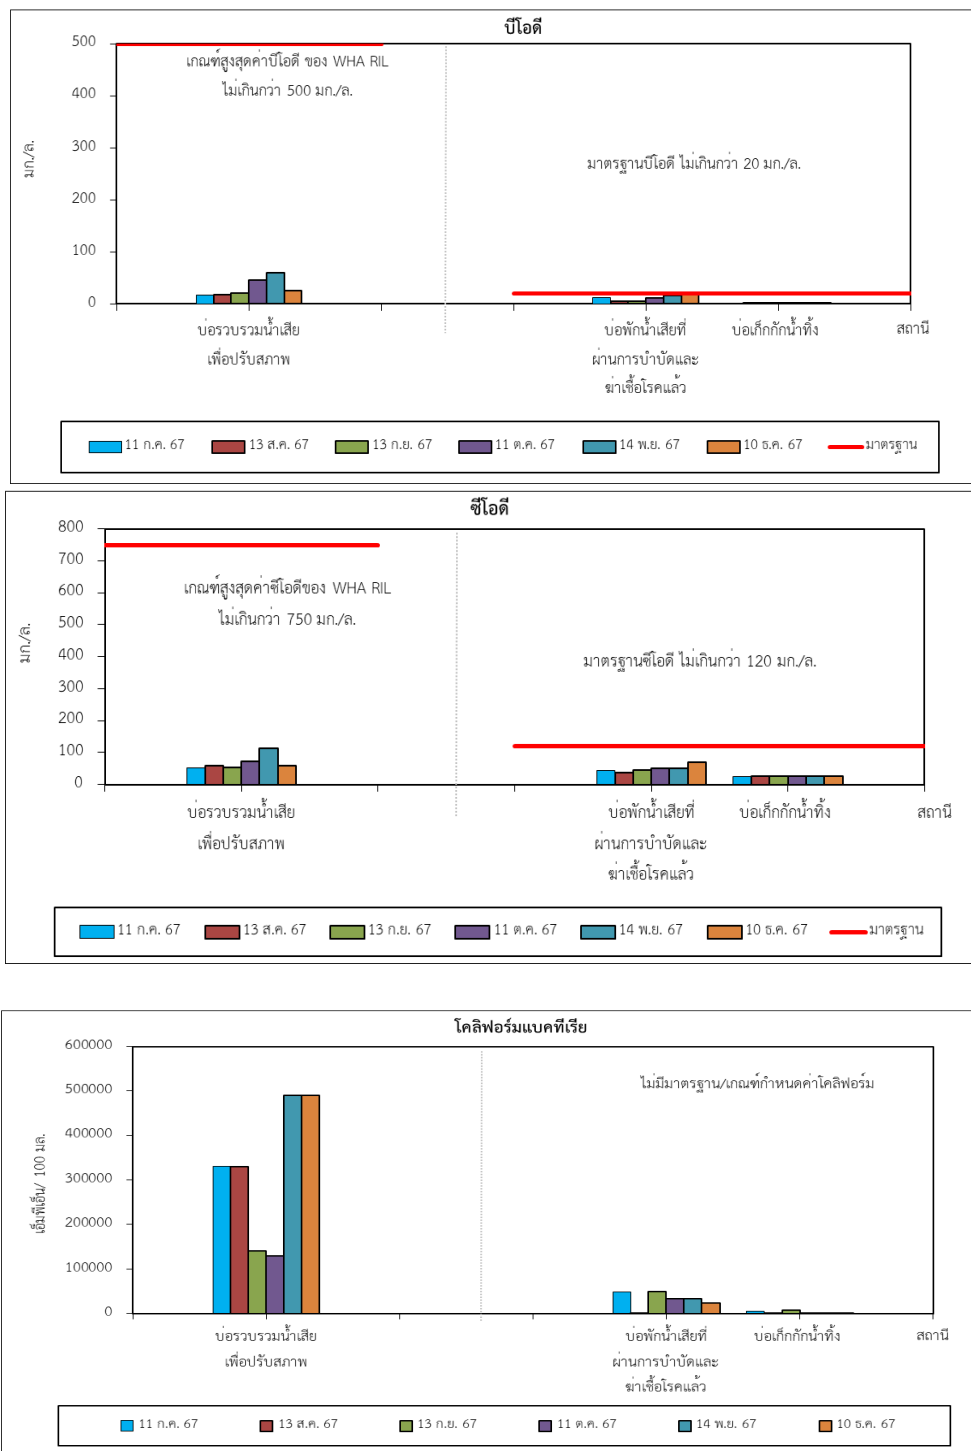 บีโอดี
500
เกณฑ์สูงสุดค่าบีโอดี ของ WHA RIL
ไม่เกินกว่า 500 มก./ล.
400
300
มาตรฐานบีโอดี ไม่เกินกว่า 20 มก./ล.
มก./ล.
200
100
0
บ่อรวบรวมน้ำเสีย
เพื่อปรับสภาพ
บ่อพักน้ำเสียที่
ผ่านการบำบัดและ
ฆ่าเชื้อโรคแล้ว
บ่อเก็กกักน้ำทิ้ง
สถานี
11 ก.ค. 67 13 ส.ค. 67 13 ก.ย. 67 11 ต.ค. 67 14 พ.ย. 67 10 ธ.ค. 67 มาตรฐาน
ซีโอดี
800
700
เกณฑ์สูงสุดค่าซีโอดีของ WHA RIL
ไม่เกินกว่า 750 มก./ล.
600
500
มก./ล.
400
มาตรฐานซีโอดี ไม่เกินกว่า 120 มก./ล.
300
200
100
0
บ่อรวบรวมน้ำเสีย
เพื่อปรับสภาพ
บ่อพักน้ำเสียที่
ผ่านการบำบัดและ
ฆ่าเชื้อโรคแล้ว
บ่อเก็กกักน้ำทิ้ง
สถานี
11 ก.ค. 67 13 ส.ค. 67 13 ก.ย. 67 11 ต.ค. 67 14 พ.ย. 67 10 ธ.ค. 67 มาตรฐาน
โคลิฟอร์มแบคทีเรีย
600000
ไม่มีมาตรฐาน/เกณฑ์กำหนดค่าโคลิฟอร์ม
500000
400000
300000
เอ็มพีเอ็น/ 100 มล.
200000
100000
0
บ่อรวบรวมน้ำเสีย
เพื่อปรับสภาพ
บ่อพักน้ำเสียที่
ผ่านการบำบัดและ
ฆ่าเชื้อโรคแล้ว
บ่อเก็กกักน้ำทิ้ง
สถานี
11 ก.ค. 67 13 ส.ค. 67 13 ก.ย. 67 11 ต.ค. 67 14 พ.ย. 67 10 ธ.ค. 67